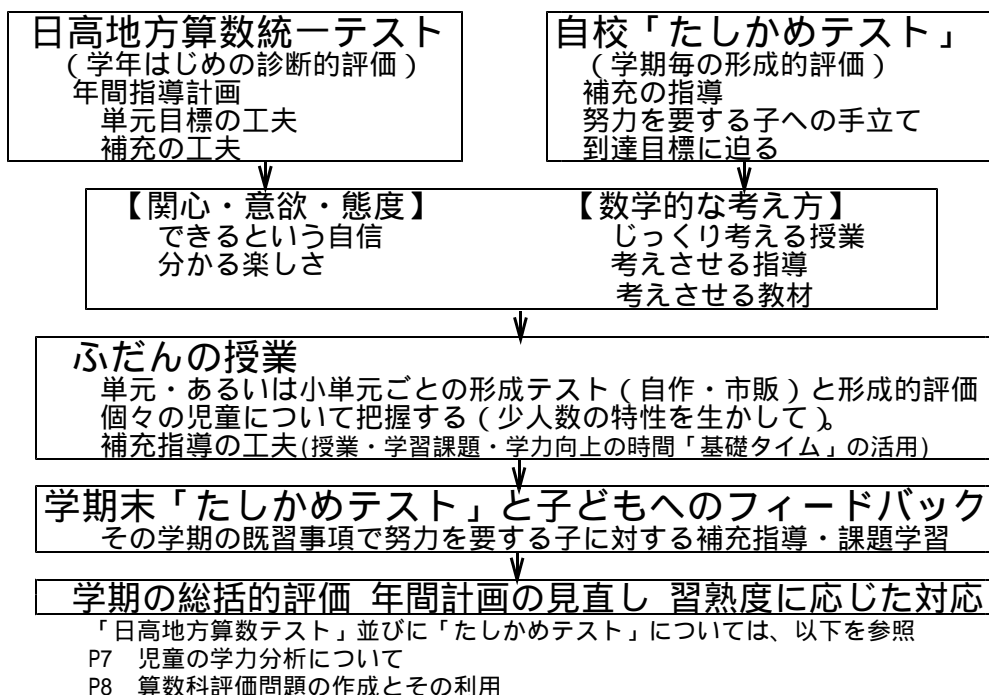 日高地方算数統一テスト
(学年はじめの診断的評価)
年間指導計画
単元目標の工夫
補充の工夫
自校「たしかめテスト」
(学期毎の形成的評価)
補充の指導
努力を要する子への手立て
到達目標に迫る
【関心・意欲・態度】
できるという自信
分かる楽しさ
【数学的な考え方】
じっくり考える授業
考えさせる指導
考えさせる教材
ふだんの授業
単元・あるいは小単元ごとの形成テスト(自作・市販)と形成的評価
個々の児童について把握する(少人数の特性を生かして)。
補充指導の工夫(授業・学習課題・学力向上の時間「基礎タイム」の活用)
学期末「たしかめテスト」と子どもへのフィードバック
その学期の既習事項で努力を要する子に対する補充指導・課題学習
学期の総括的評価 年間計画の見直し 習熟度に応じた対応
「日高地方算数テスト」並びに「たしかめテスト」については、以下を参照
P7 児童の学力分析について
P8 算数科評価問題の作成とその利用